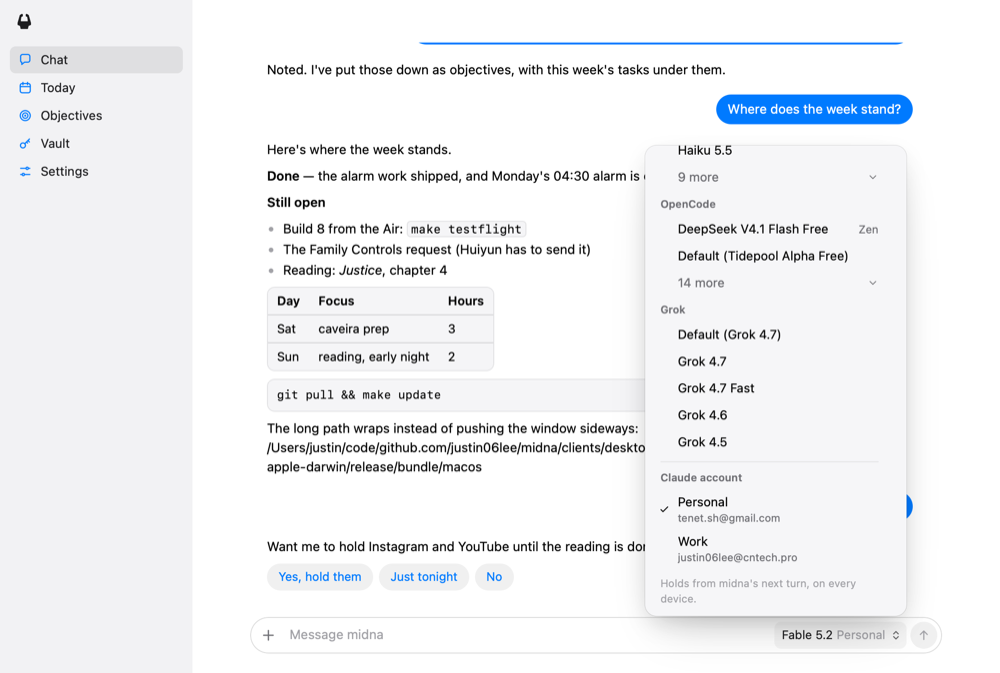 Chat
Today
Objectives
Vault
Settings
Noted. I've put those down as objectives, with this week's tasks under them.
Where does the week stand?
Here's where the week stands.
Done — the alarm work shipped, and Monday's 04:30 alarm is
Still open
Build 8 from the Air: make testflight
The Family Controls request (Huiyun has to send it)
Reading: Justice, chapter 4
Day Focus Hours
Sat caveira prep 3
Sun reading, early night 2
git pull && make update
The long path wraps instead of pushing the window sideways:
/Users/justin/code/github.com/justin06lee/midna/clients/deskto
apple-darwin/release/bundle/macos
Want me to hold Instagram and YouTube until the reading is do
Yes, hold them
Just tonight
No
Haiku 5.5
9 more
OpenCode
DeepSeek V4.1 Flash Free Zen
Default (Tidepool Alpha Free)
14 more
Grok
Default (Grok 4.7)
Grok 4.7
Grok 4.7 Fast
Grok 4.6
Grok 4.5
Claude account
Personal
tenet.sh@gmail.com
Work
justin06lee@cntech.pro
Holds from midna's next turn, on every
device.
Message midna
Fable 5.2 Personal